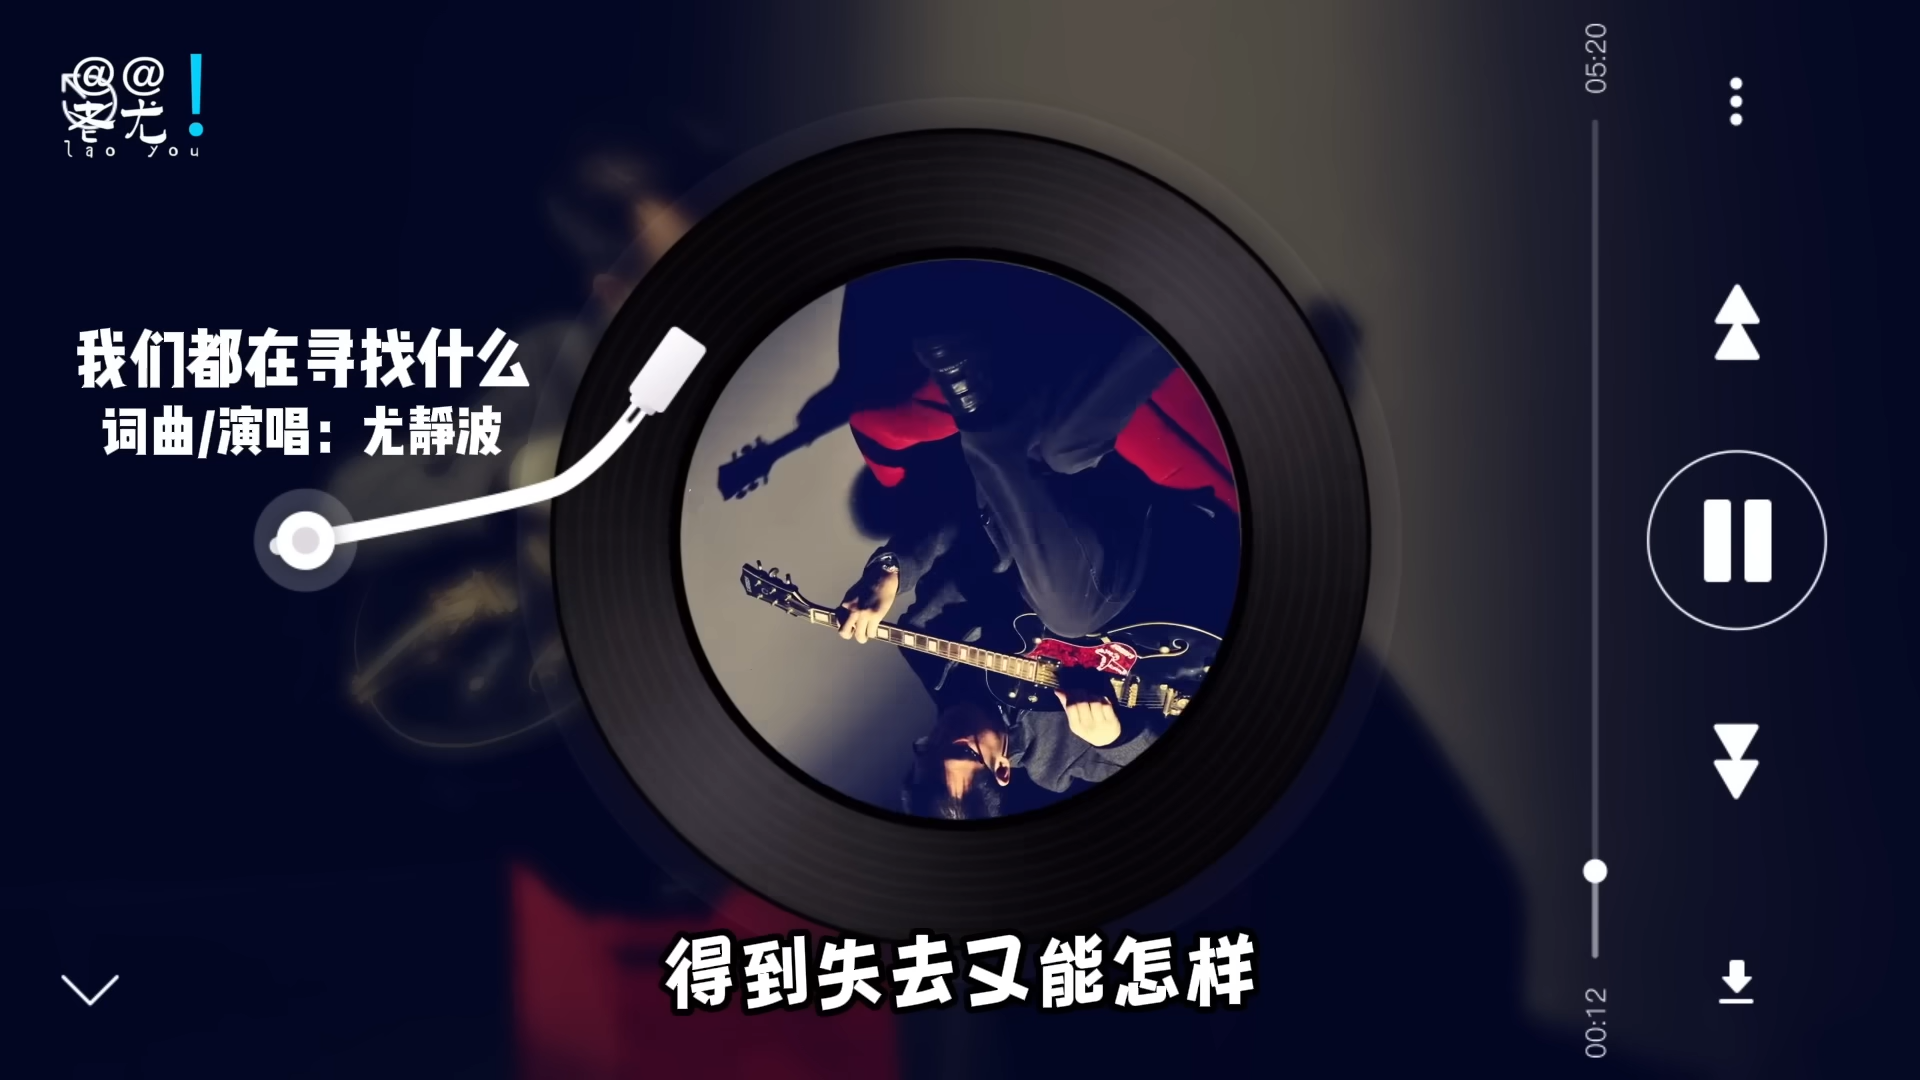 @@
老尤!
lao you
我们都在寻找什么
词曲/演唱：尤静波
05:20
00:12
得到失去又能怎样